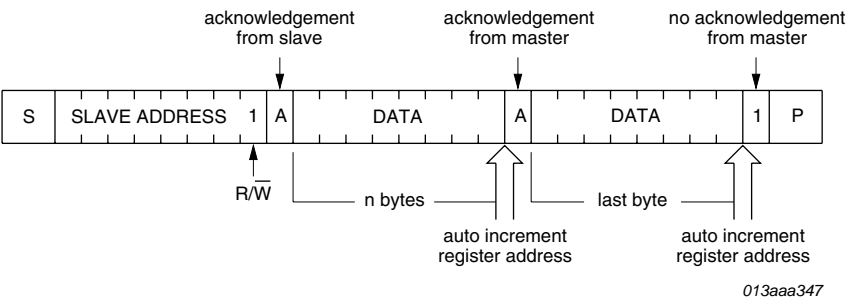 acknowledgement
from slave
acknowledgement
from master
no acknowledgement
from master
S SLAVE ADDRESS 1 A DATA A DATA 1 P
R/W̅
n bytes
last byte
auto increment
register address
auto increment
register address
013aaa347